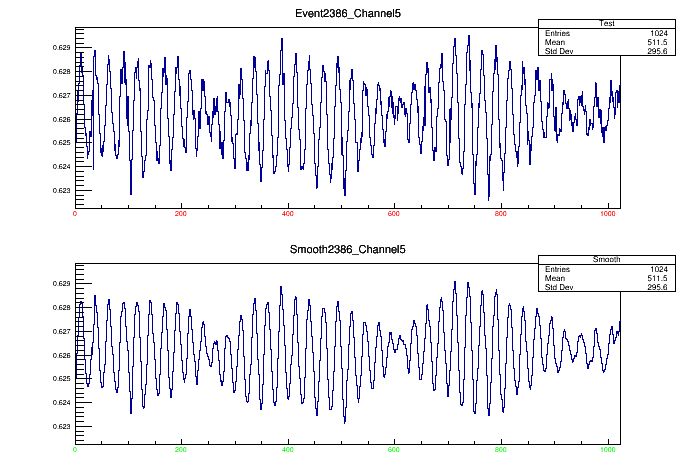 Event2386_Channel5
Test
Entries 1024
Mean 511.5
Std Dev 295.6
0.629
0.628
0.627
0.626
0.625
0.624
0.623
0 200 400 600 800 1000
Smooth2386_Channel5
Smooth
Entries 1024
Mean 511.5
Std Dev 295.6
0.629
0.628
0.627
0.626
0.625
0.624
0.623
0 200 400 600 800 1000